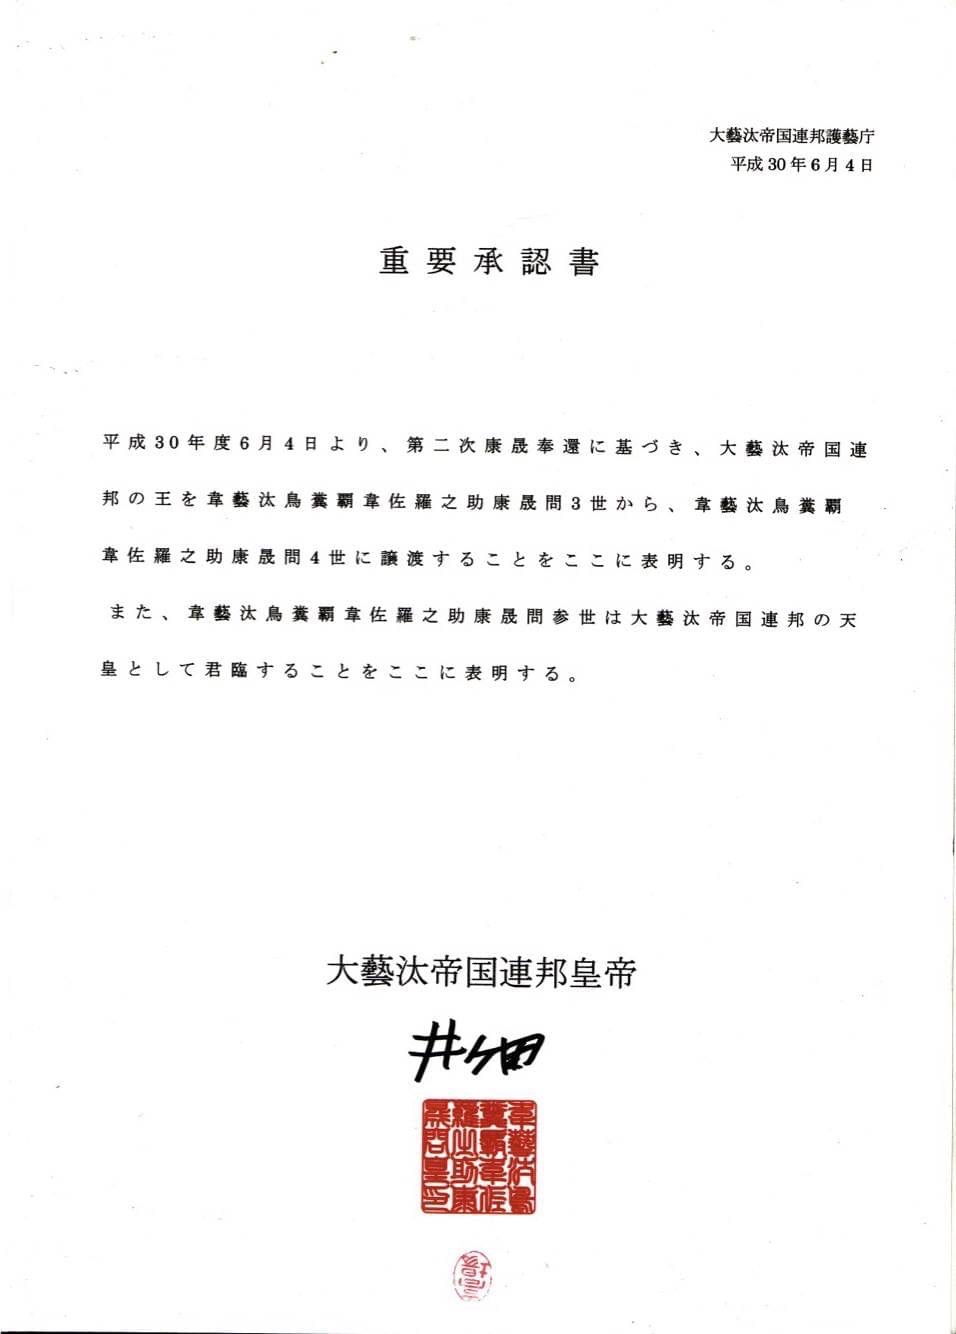 大藝汰帝国連邦護藝庁
平成30年6月4日
重要承認書
平成30年度6月4日より、第二次康晟奉還に基づき、大藝汰帝国連
邦の王を韋藝汰鳥糞覇韋佐羅之助康晟問3世から、韋藝汰鳥糞覇
韋佐羅之助康晟問4世に譲渡することをここに表明する。
また、韋藝汰鳥糞覇韋佐羅之助康晟問参世は大藝汰帝国連邦の天
皇として君臨することをここに表明する。
大藝汰帝国連邦皇帝
韋藝汰鳥
糞覇韋佐
羅之助康
晟問皇印